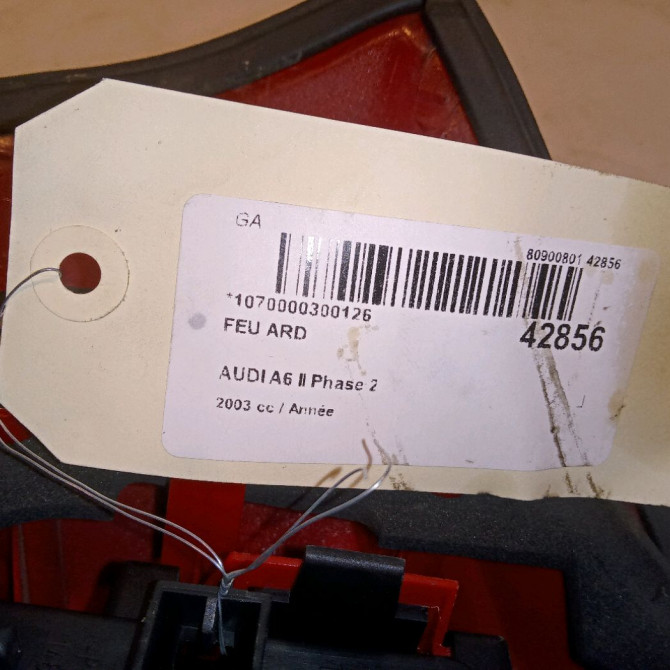 GA
80900801 42856
*1070000300126
FEU ARD
42856
AUDI A6 II Phase 2
2003 cc / Année